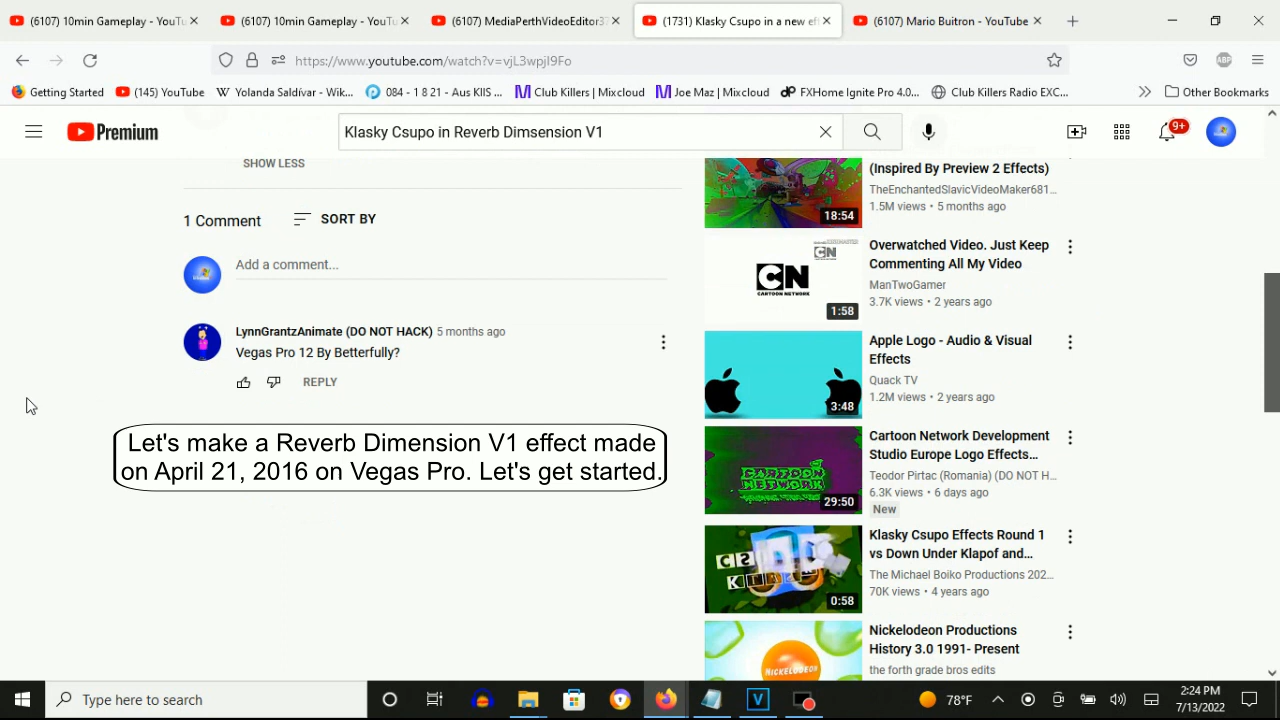 (6107) 10min Gameplay - YouTu
(6107) 10min Gameplay - YouTu
(6107) MediaPerthVideoEditor37
(1731) Klasky Csupo in a new eff
(6107) Mario Buitron - YouTube
https://www.youtube.com/watch?v=vjL3wpjI9Fo
ABP
Getting Started
(145) YouTube
Yolanda Saldívar - Wik...
084 - 1 8 21 - Aus KIIS ...
Club Killers | Mixcloud
Joe Maz | Mixcloud
FXHome Ignite Pro 4.0...
Club Killers Radio EXC...
Other Bookmarks
Premium
Klasky Csupo in Reverb Dimsension V1
9+
SHOW LESS
1 Comment
SORT BY
Add a comment...
LynnGrantzAnimate (DO NOT HACK) 5 months ago
Vegas Pro 12 By Betterfully?
REPLY
Let's make a Reverb Dimension V1 effect made
on April 21, 2016 on Vegas Pro. Let's get started.
(Inspired By Preview 2 Effects)
TheEnchantedSlavicVideoMaker681...
1.5M views • 5 months ago
18:54
CN
CARTOON NETWORK
CN
1:58
Overwatched Video. Just Keep
Commenting All My Video
ManTwoGamer
3.7K views • 2 years ago
3:48
Apple Logo - Audio & Visual
Effects
Quack TV
1.2M views • 2 years ago
CARTOON
NETWORK
29:50
Cartoon Network Development
Studio Europe Logo Effects...
Teodor Pirtac (Romania) (DO NOT H...
6.3K views • 6 days ago
New
0:58
Klasky Csupo Effects Round 1
vs Down Under Klapof and...
The Michael Boiko Productions 202...
70K views • 4 years ago
NICKELODEON
Nickelodeon Productions
History 3.0 1991- Present
the forth grade bros edits
Type here to search
V
78°F
2:24 PM
7/13/2022